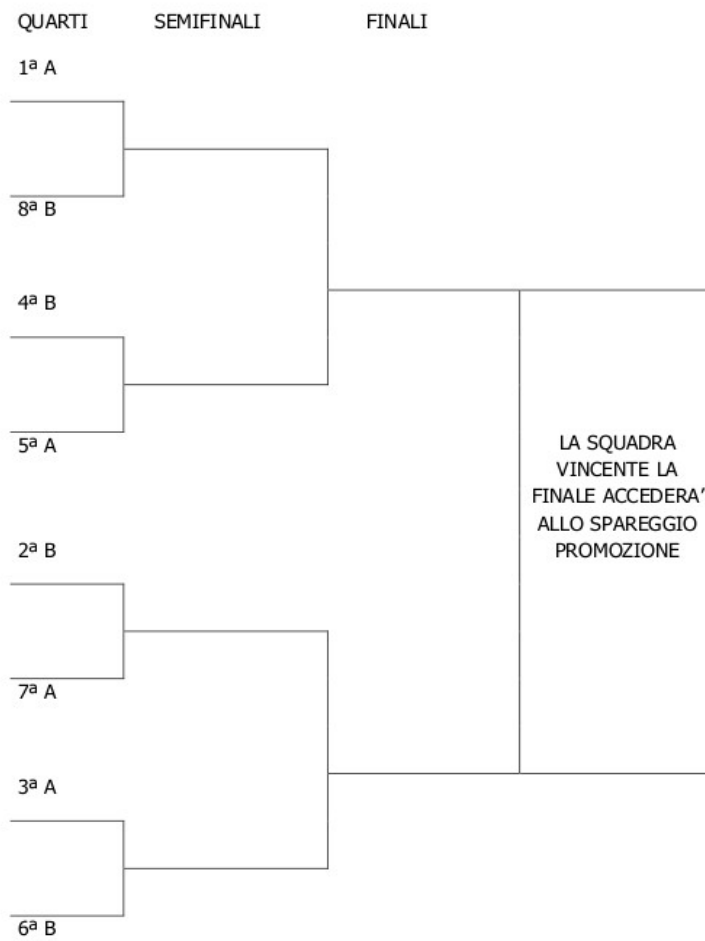 QUARTI SEMIFINALI FINALI
1ª A
8ª B
4ª B
5ª A
LA SQUADRA
VINCENTE LA
FINALE ACCEDERA’
ALLO SPAREGGIO
PROMOZIONE
2ª B
7ª A
3ª A
6ª B